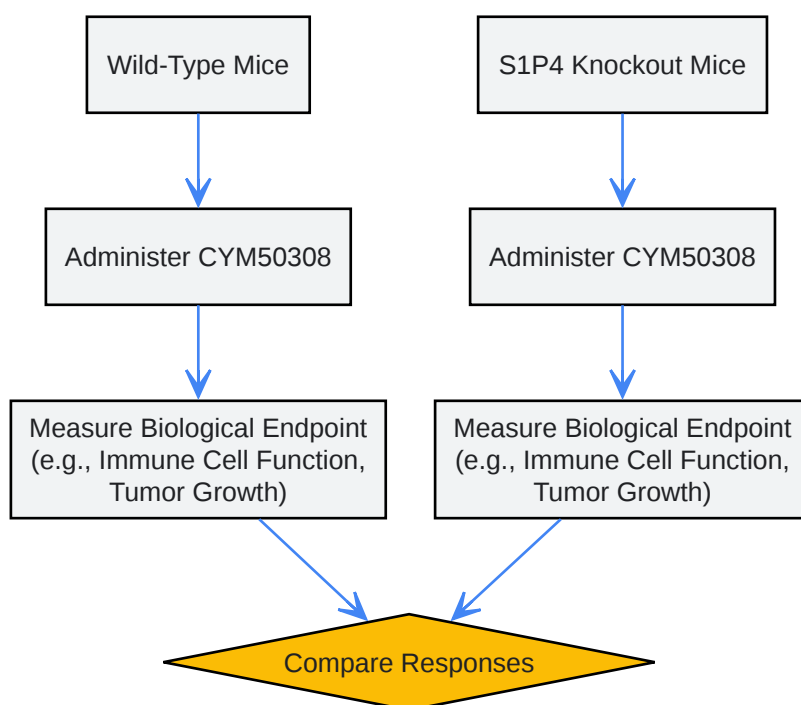 Wild-Type Mice
S1P4 Knockout Mice
Administer CYM50308
Administer CYM50308
Measure Biological Endpoint
(e.g., Immune Cell Function,
Tumor Growth)
Measure Biological Endpoint
(e.g., Immune Cell Function,
Tumor Growth)
Compare Responses